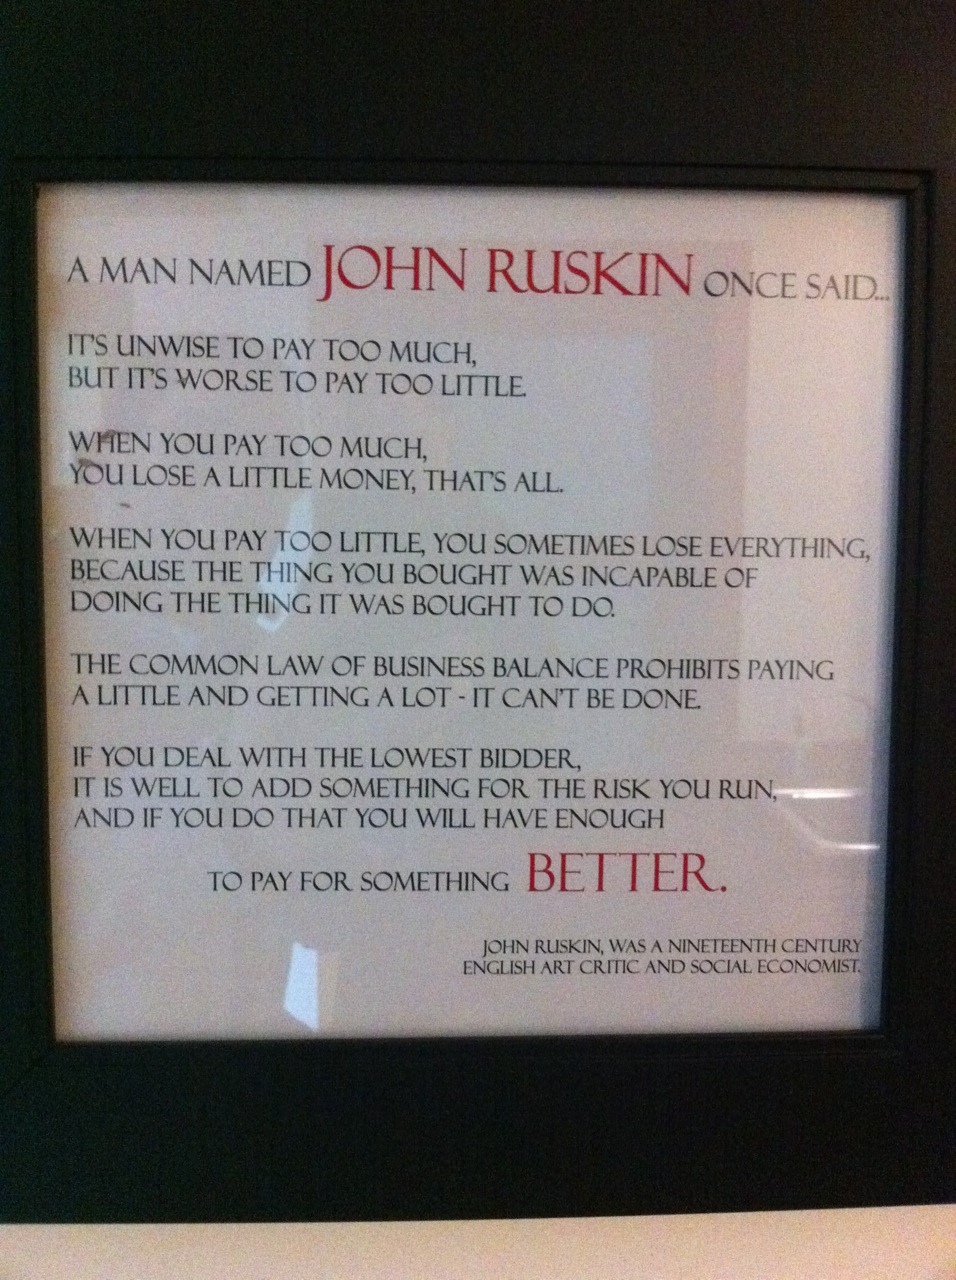 A MAN NAMED JOHN RUSKIN ONCE SAID...
IT'S UNWISE TO PAY TOO MUCH,
BUT IT'S WORSE TO PAY TOO LITTLE.
WHEN YOU PAY TOO MUCH,
YOU LOSE A LITTLE MONEY, THAT'S ALL.
WHEN YOU PAY TOO LITTLE, YOU SOMETIMES LOSE EVERYTHING,
BECAUSE THE THING YOU BOUGHT WAS INCAPABLE OF
DOING THE THING IT WAS BOUGHT TO DO.
THE COMMON LAW OF BUSINESS BALANCE PROHIBITS PAYING
A LITTLE AND GETTING A LOT - IT CAN'T BE DONE.
IF YOU DEAL WITH THE LOWEST BIDDER,
IT IS WELL TO ADD SOMETHING FOR THE RISK YOU RUN,
AND IF YOU DO THAT YOU WILL HAVE ENOUGH
TO PAY FOR SOMETHING BETTER.
JOHN RUSKIN, WAS A NINETEENTH CENTURY
ENGLISH ART CRITIC AND SOCIAL ECONOMIST.